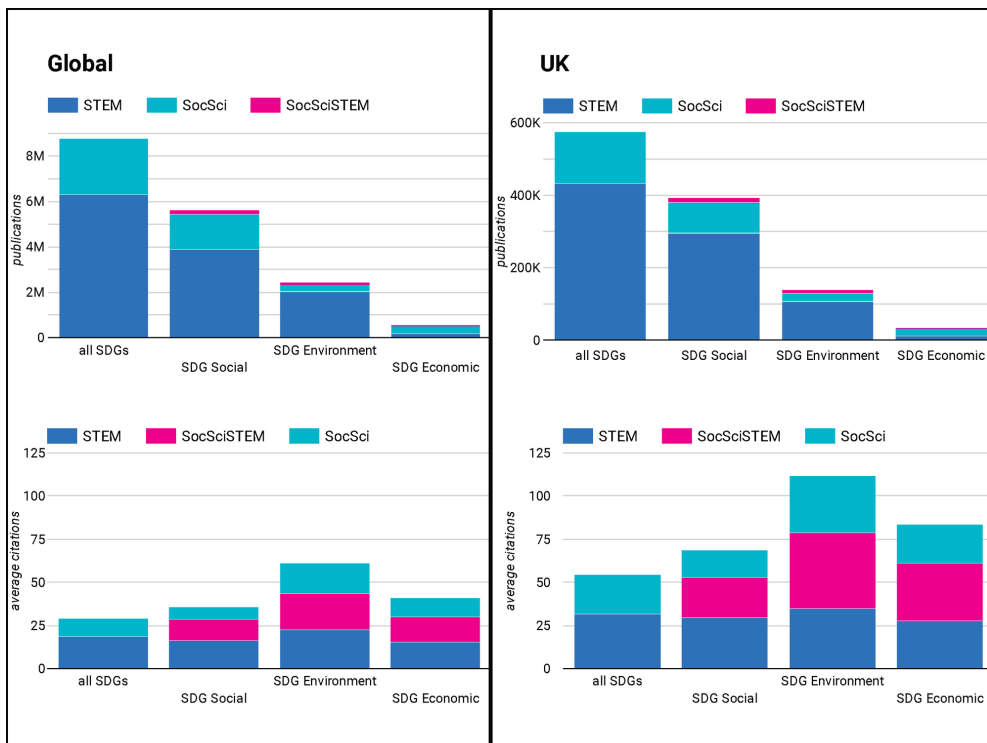 Global
STEM SocSci SocSciSTEM
publications
8M
6M
4M
2M
0
all SDGs SDG Social SDG Environment SDG Economic
STEM SocSciSTEM SocSci
average citations
125
100
75
50
25
0
all SDGs SDG Social SDG Environment SDG Economic
UK
STEM SocSci SocSciSTEM
publications
600K
400K
200K
0
all SDGs SDG Social SDG Environment SDG Economic
STEM SocSciSTEM SocSci
average citations
125
100
75
50
25
0
all SDGs SDG Social SDG Environment SDG Economic